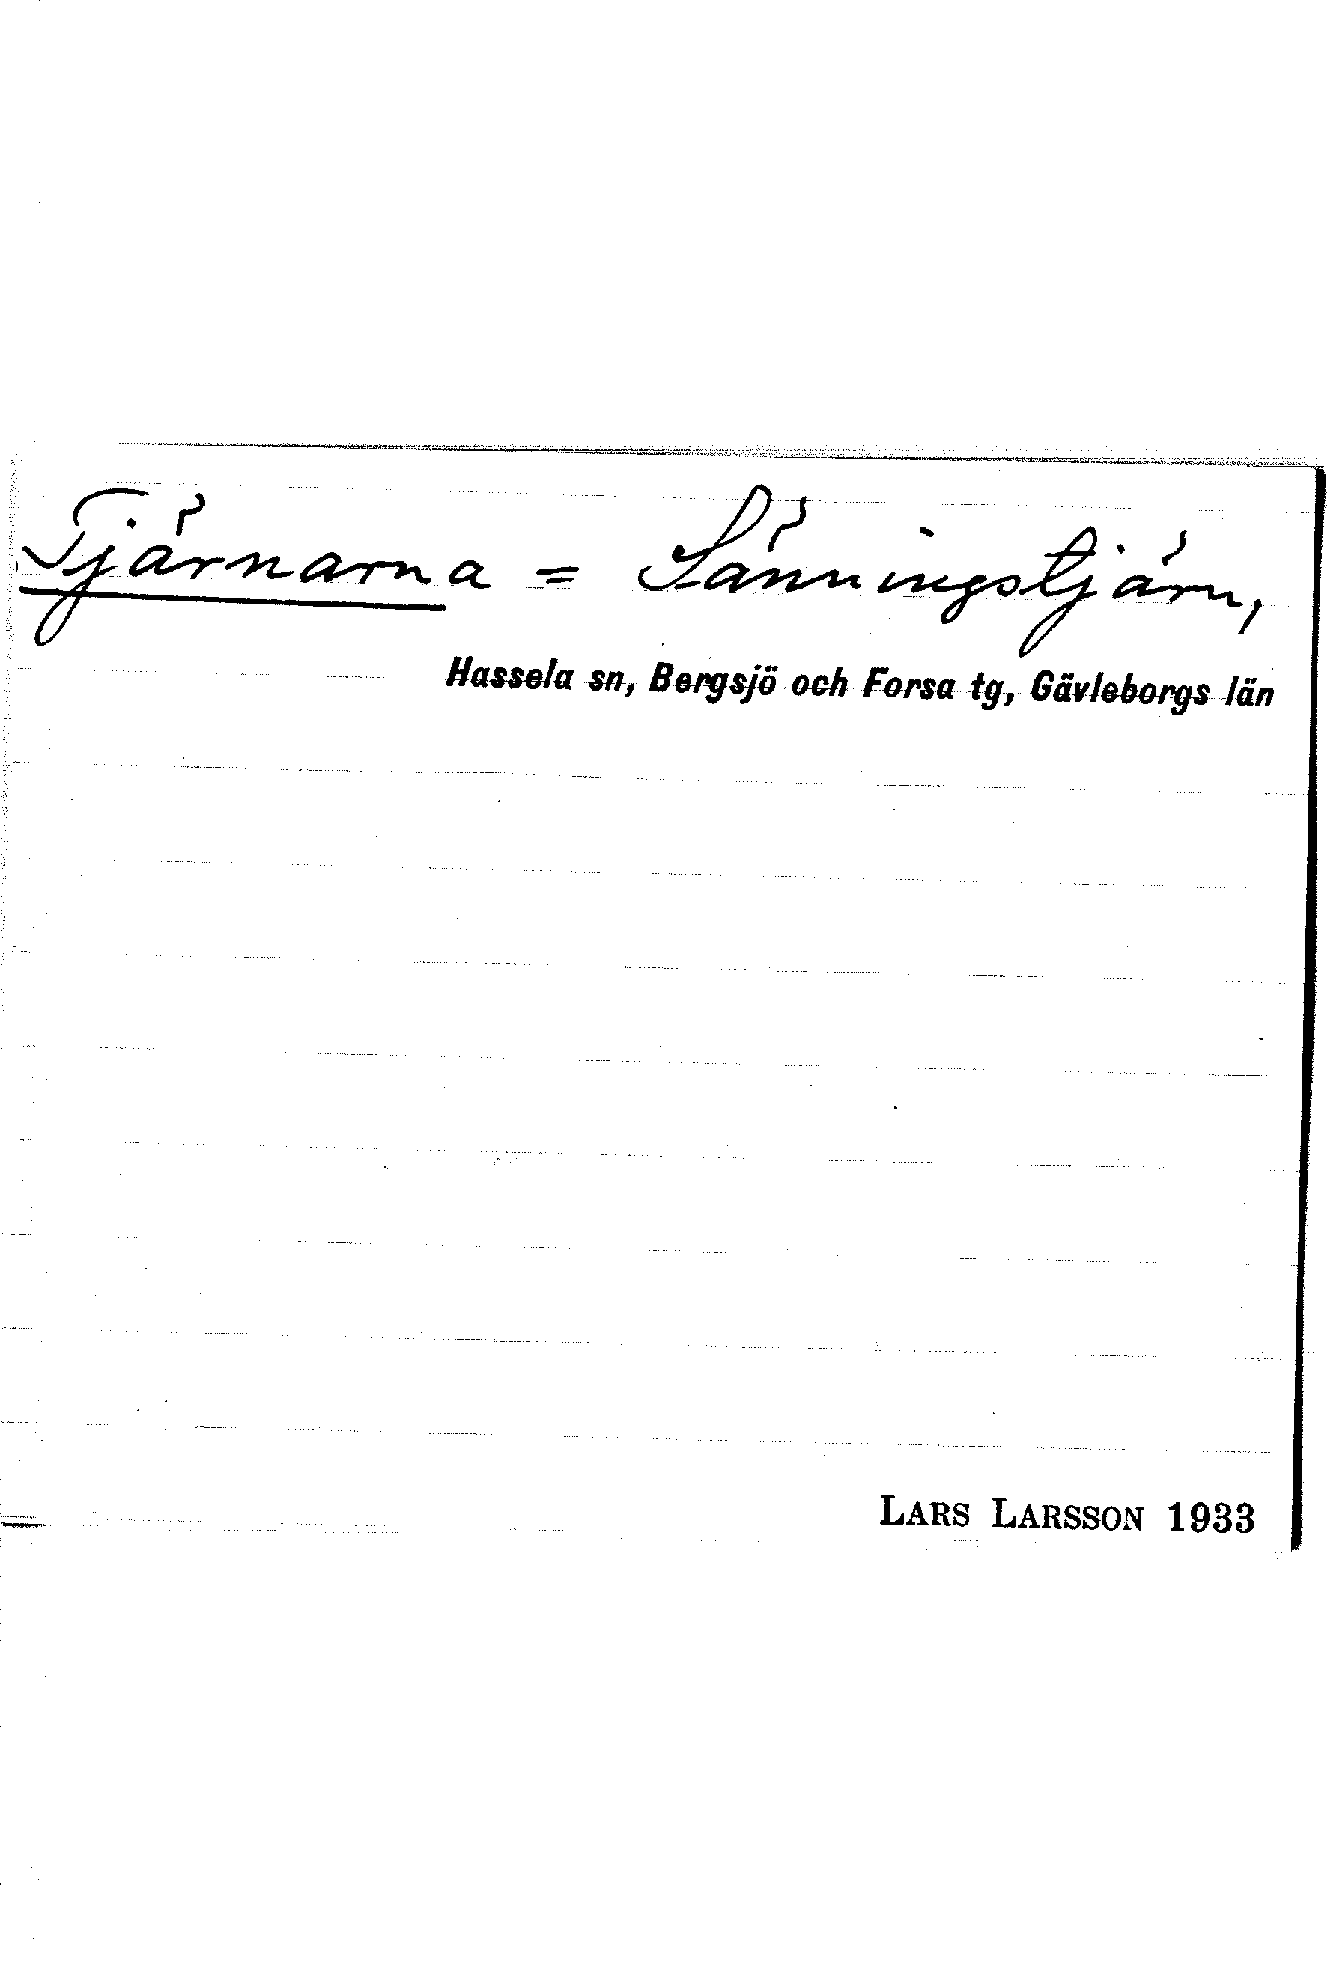 Tjärnarna = Sänningstjärn,
Hassela sn, Bergsjö och Forsa tg, Gävleborgs län
LARS LARSSON 1933